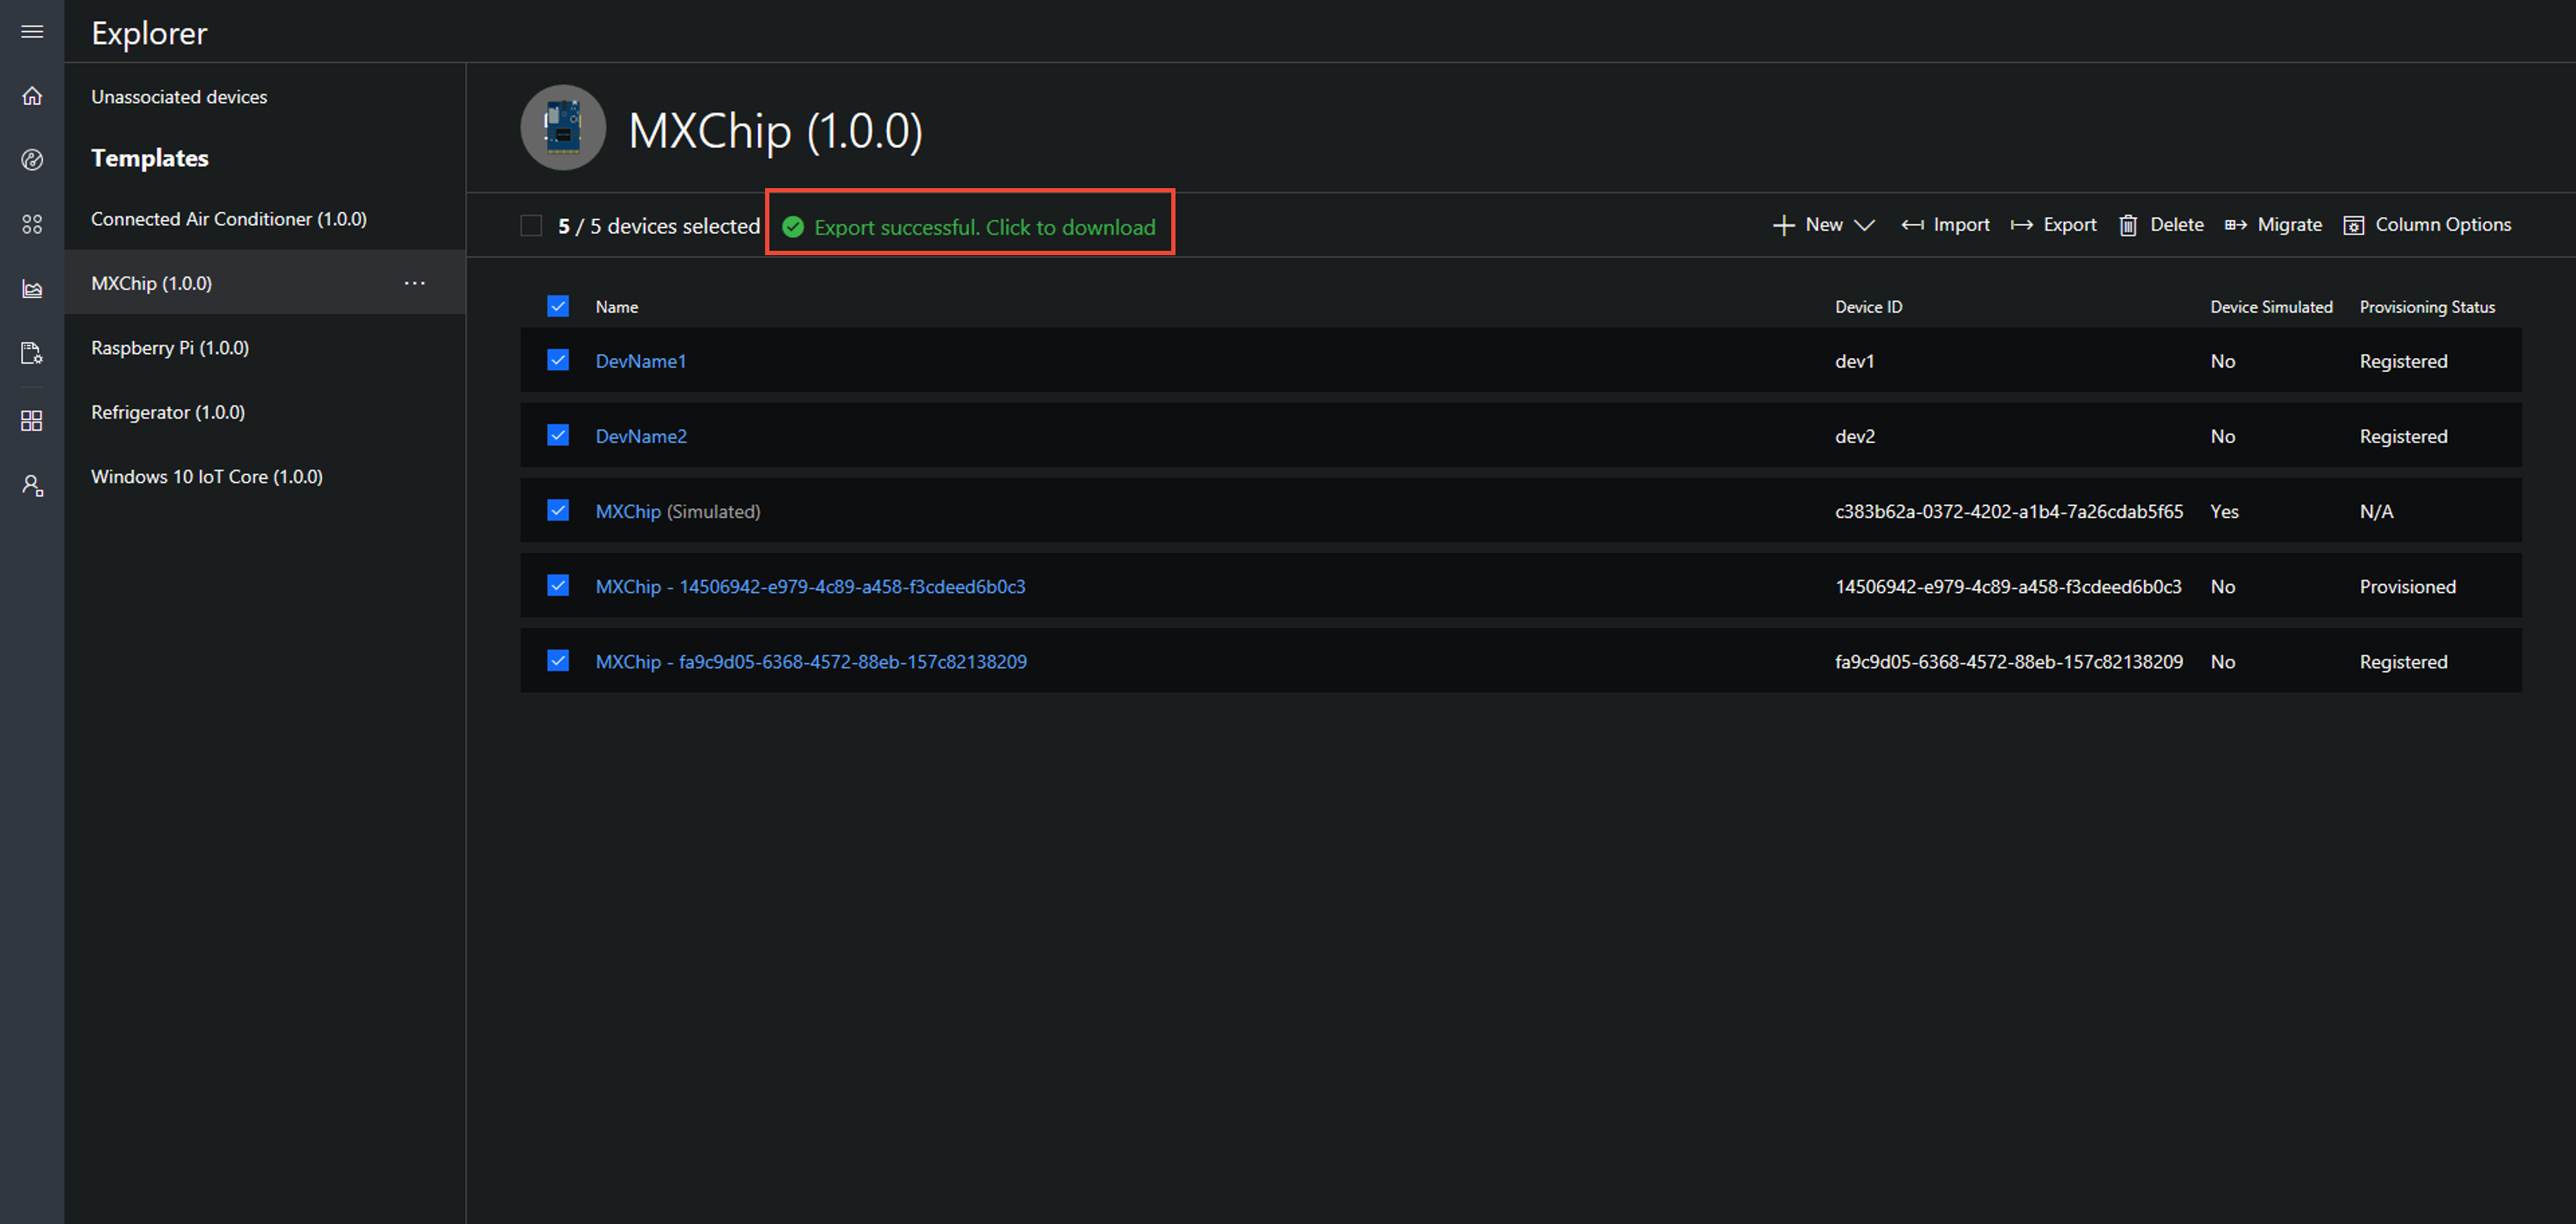 Explorer
Unassociated devices
Templates
Connected Air Conditioner (1.0.0)
MXChip (1.0.0)
...
Raspberry Pi (1.0.0)
Refrigerator (1.0.0)
Windows 10 IoT Core (1.0.0)
MXChip (1.0.0)
5 / 5 devices selected Export successful. Click to download New Import Export Delete Migrate Column Options
Name Device ID Device Simulated Provisioning Status
DevName1 dev1 No Registered
DevName2 dev2 No Registered
MXChip (Simulated) c383b62a-0372-4202-a1b4-7a26cdab5f65 Yes N/A
MXChip - 14506942-e979-4c89-a458-f3cdeed6b0c3 14506942-e979-4c89-a458-f3cdeed6b0c3 No Provisioned
MXChip - fa9c9d05-6368-4572-88eb-157c82138209 fa9c9d05-6368-4572-88eb-157c82138209 No Registered